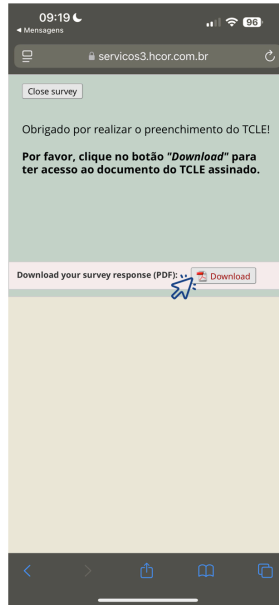 09:19
96
◂ Mensagens
servicos3.hcor.com.br
Close survey
Obrigado por realizar o preenchimento do TCLE!
Por favor, clique no botão "Download" para
ter acesso ao documento do TCLE assinado.
Download your survey response (PDF): Download